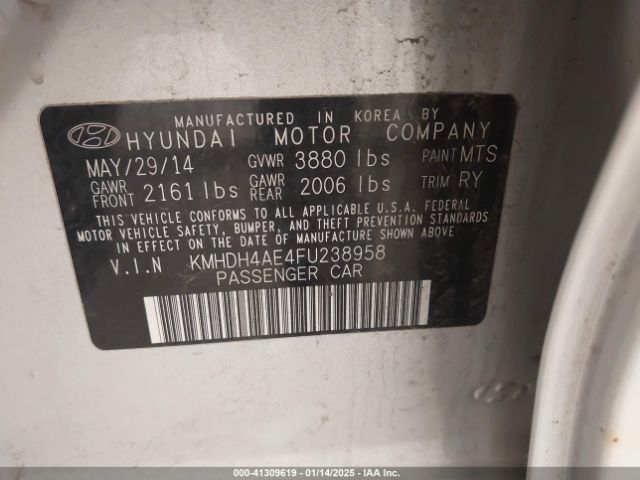 MANUFACTURED IN KOREA BY
HYUNDAI MOTOR COMPANY
MAY/29/14 GVWR 3880 lbs PAINT MTS
GAWR FRONT 2161 lbs GAWR REAR 2006 lbs TRIM RY
THIS VEHICLE CONFORMS TO ALL APPLICABLE U.S.A. FEDERAL
MOTOR VEHICLE SAFETY, BUMPER, AND THEFT PREVENTION STANDARDS
IN EFFECT ON THE DATE OF MANUFACTURE SHOWN ABOVE.
V.I.N KMHDH4AE4FU238958
PASSENGER CAR
000-41309619 - 01/14/2025 - IAA Inc.